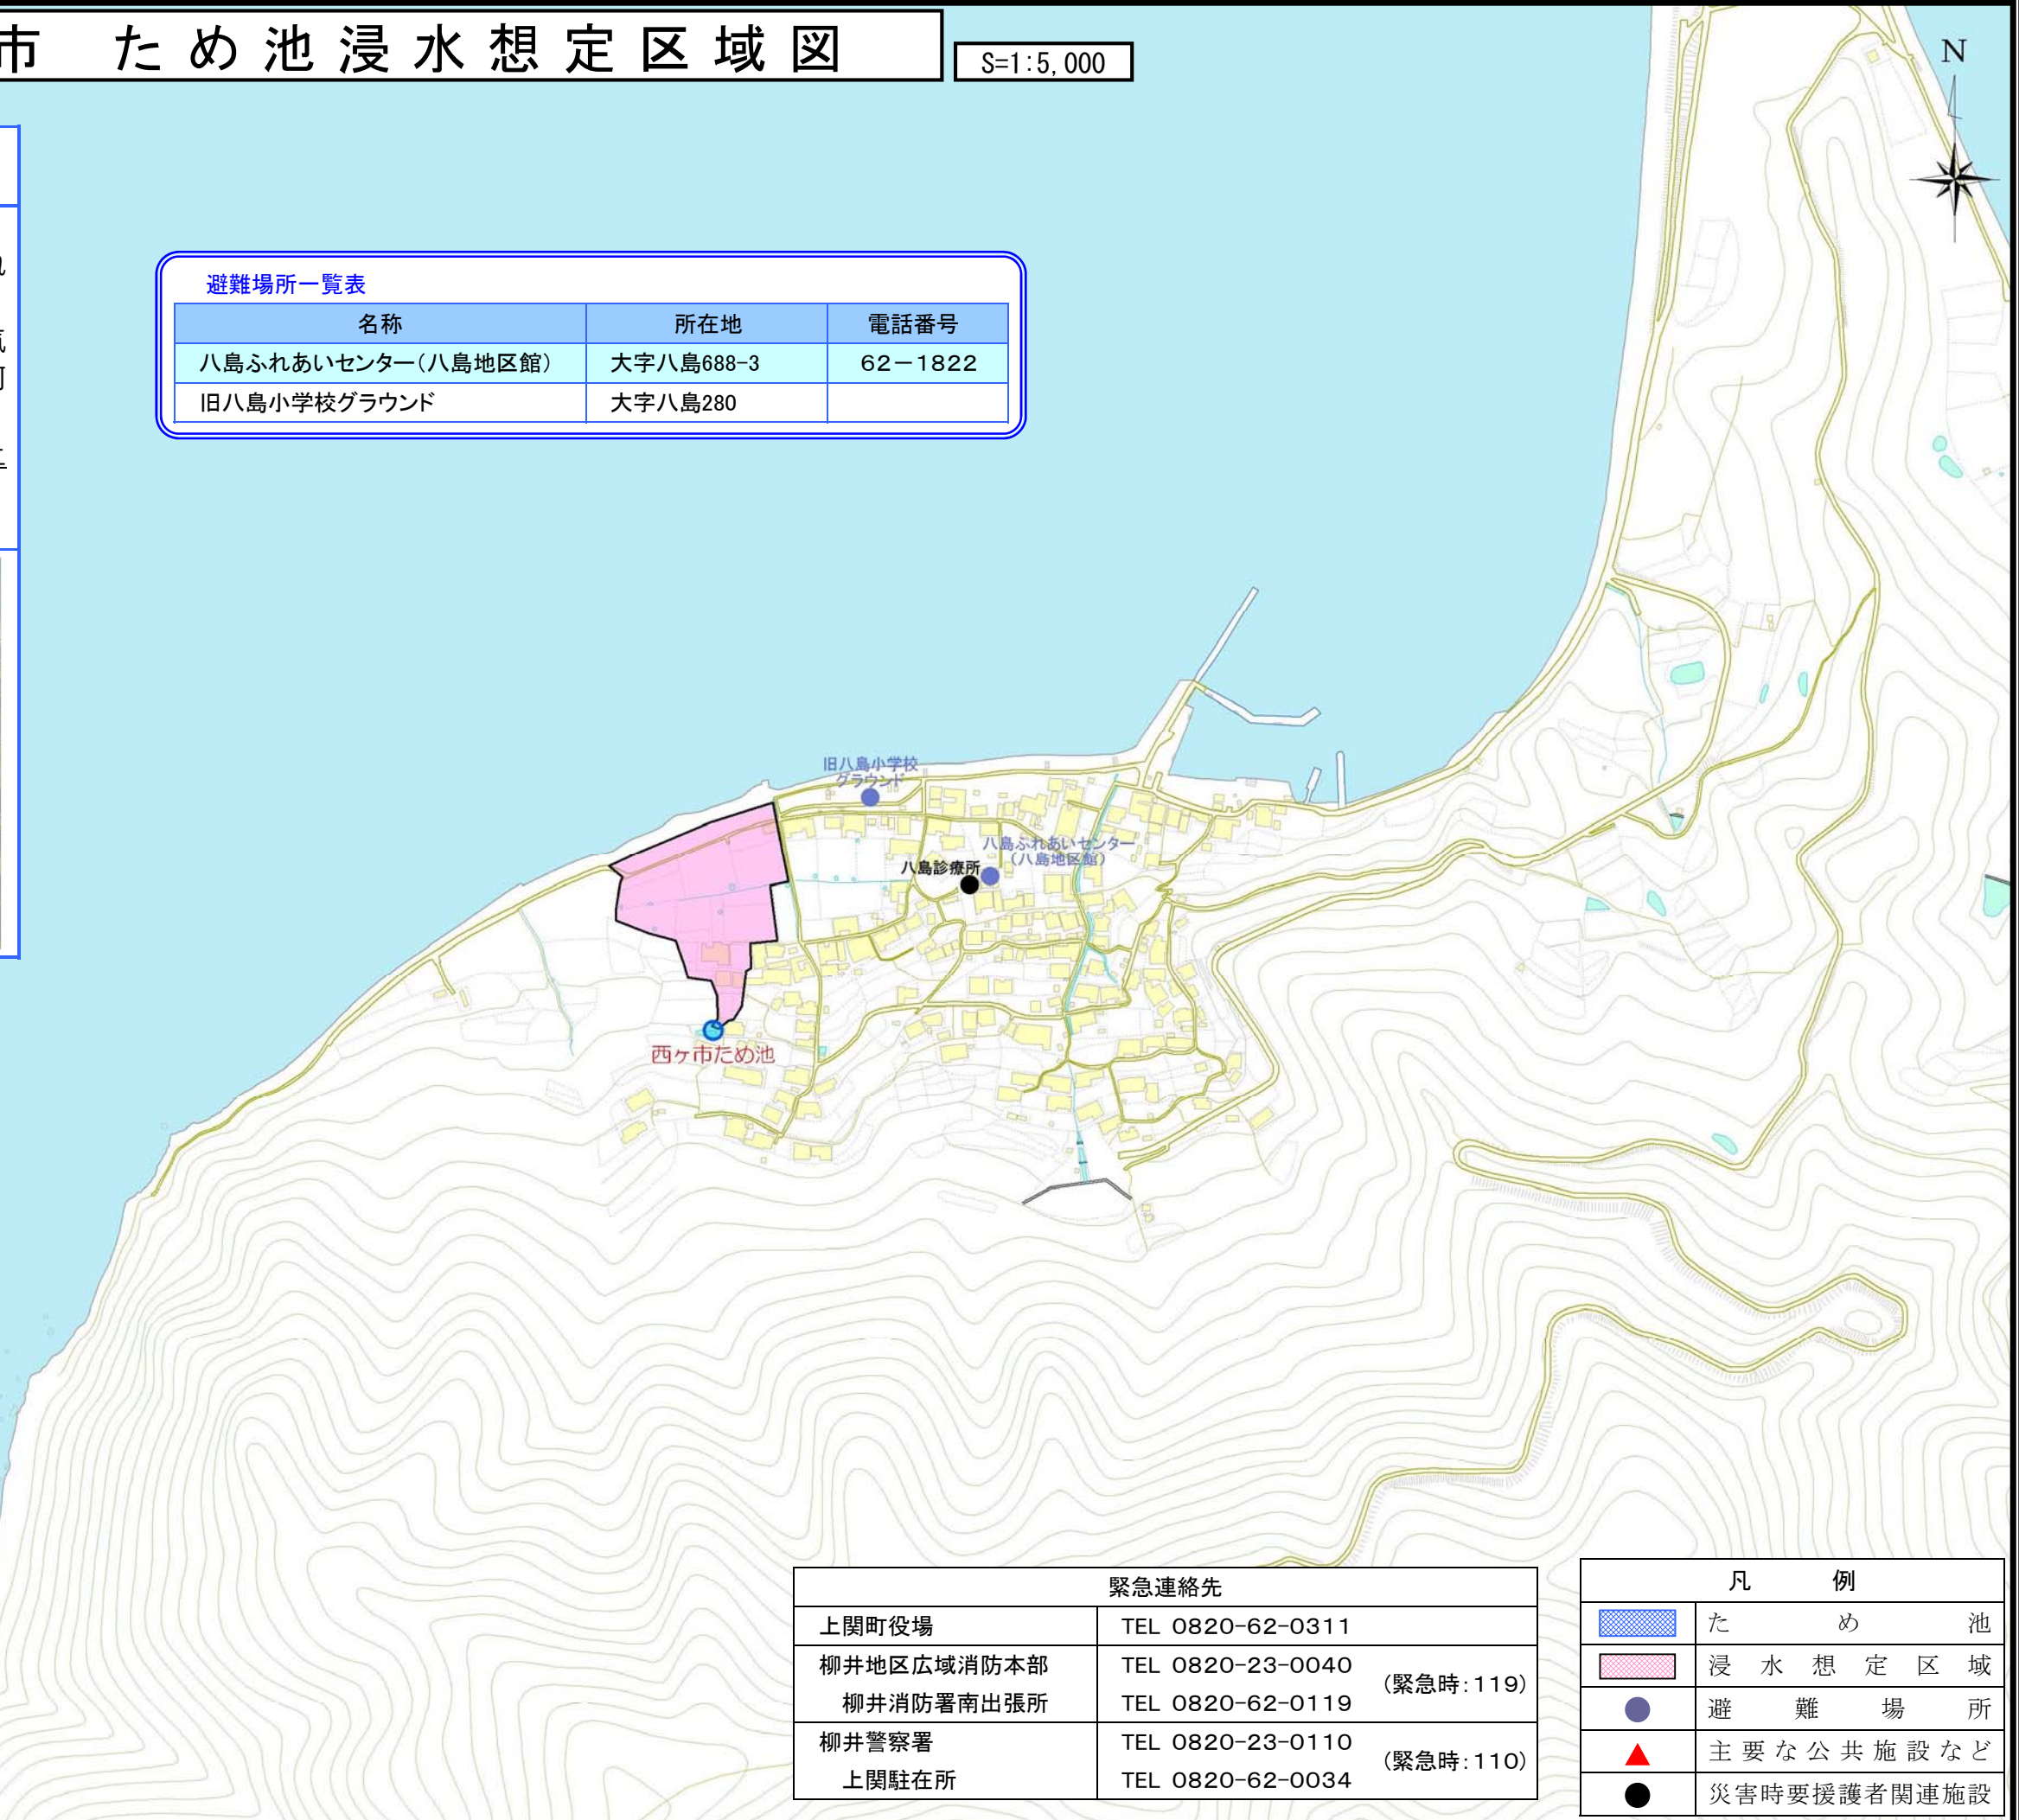 市 ため池浸水想定区域図
S=1:5,000
N
避難場所一覧表
名称 所在地 電話番号
八島ふれあいセンター(八島地区館) 大字八島688-3 62-1822
旧八島小学校グラウンド 大字八島280
旧八島小学校
グラウンド
八島ふれあいセンター
(八島地区館)
八島診療所
西ヶ市ため池
緊急連絡先
上関町役場 TEL 0820-62-0311
柳井地区広域消防本部 TEL 0820-23-0040
(緊急時:119)
柳井消防署南出張所 TEL 0820-62-0119
柳井警察署 TEL 0820-23-0110
(緊急時:110)
上関駐在所 TEL 0820-62-0034
凡例
ため池
浸水想定区域
避難場所
主要な公共施設など
災害時要援護者関連施設